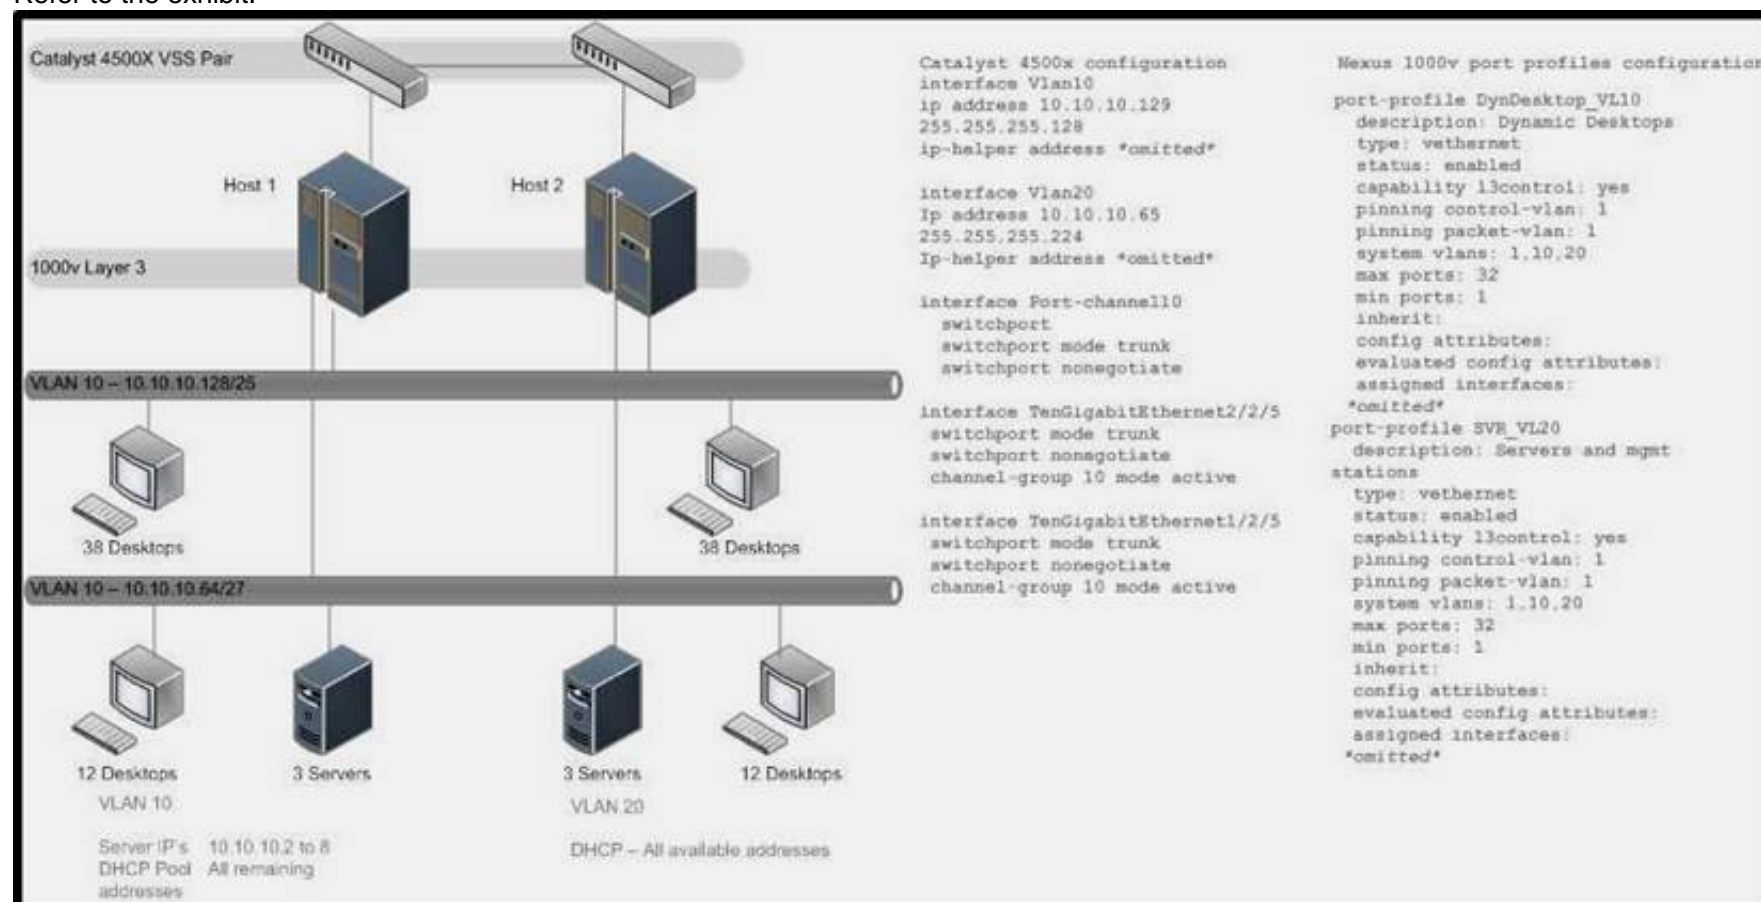 Refer to the exhibit.
Catalyst 4500X VSS Pair
Host 1
Host 2
1000v Layer 3
VLAN 10 – 10.10.10.128/25
38 Desktops
38 Desktops
VLAN 10 – 10.10.10.64/27
12 Desktops
3 Servers
3 Servers
12 Desktops
VLAN 10
VLAN 20
Server IP's 10.10.10.2 to 8
DHCP Pool All remaining
addresses
DHCP – All available addresses
Catalyst 4500x configuration
interface Vlan10
ip address 10.10.10.129
255.255.255.128
ip-helper address *omitted*
interface Vlan20
Ip address 10.10.10.65
255.255.255.224
Ip-helper address *omitted*
interface Port-channel10
switchport
switchport mode trunk
switchport nonegotiate
interface TenGigabitEthernet2/2/5
switchport mode trunk
switchport nonegotiate
channel-group 10 mode active
interface TenGigabitEthernet1/2/5
switchport mode trunk
switchport nonegotiate
channel-group 10 mode active
Nexus 1000v port profiles configuration
port-profile DynDesktop_VL10
description: Dynamic Desktops
type: vethernet
status: enabled
capability l3control: yes
pinning control-vlan: 1
pinning packet-vlan: 1
system vlans: 1,10,20
max ports: 32
min ports: 1
inherit:
config attributes:
evaluated config attributes:
assigned interfaces:
*omitted*
port-profile SVR_VL20
description: Servers and mgmt
stations
type: vethernet
status: enabled
capability l3control: yes
pinning control-vlan: 1
pinning packet-vlan: 1
system vlans: 1,10,20
max ports: 32
min ports: 1
inherit:
config attributes:
evaluated config attributes:
assigned interfaces:
*omitted*